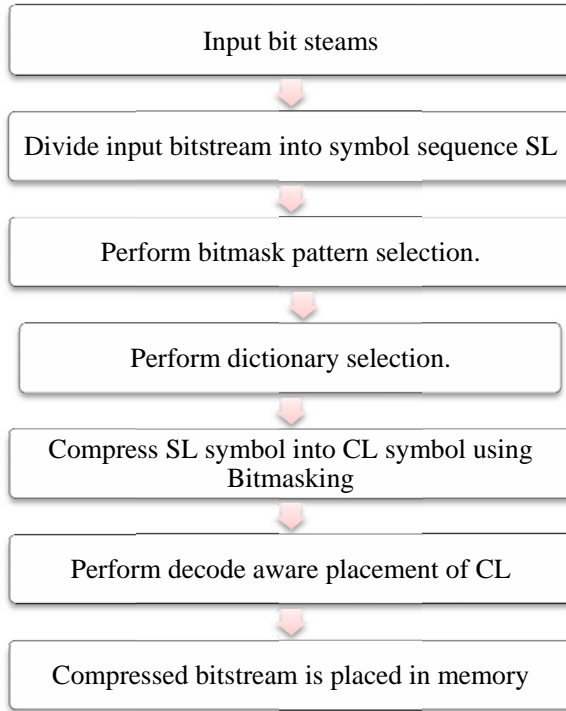 Input bit steams
Divide input bitstream into symbol sequence SL
Perform bitmask pattern selection.
Perform dictionary selection.
Compress SL symbol into CL symbol using
Bitmasking
Perform decode aware placement of CL
Compressed bitstream is placed in memory